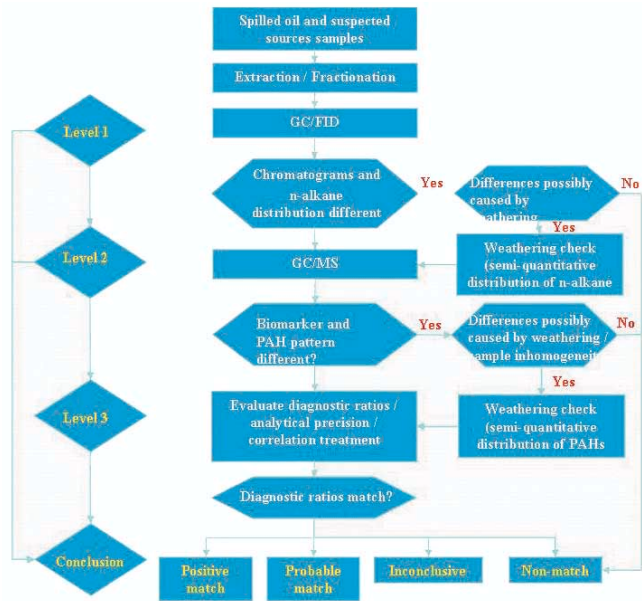 Spilled oil and suspected
sources samples
Extraction / Fractionation
Level 1
GC/FID
Chromatograms and
n-alkane
distribution different
Yes
Differences possibly
caused by
weathering
No
Yes
Level 2
GC/MS
Weathering check
(semi-quantitative
distribution of n-alkane
Biomarker and
PAH pattern
different?
Yes
Differences possibly
caused by weathering /
sample inhomogeneit
No
Yes
Level 3
Evaluate diagnostic ratios /
analytical precision /
correlation treatment
Weathering check
(semi-quantitative
distribution of PAHs
Diagnostic ratios match?
Conclusion
Positive
match
Probable
match
Inconclusive
Non-match